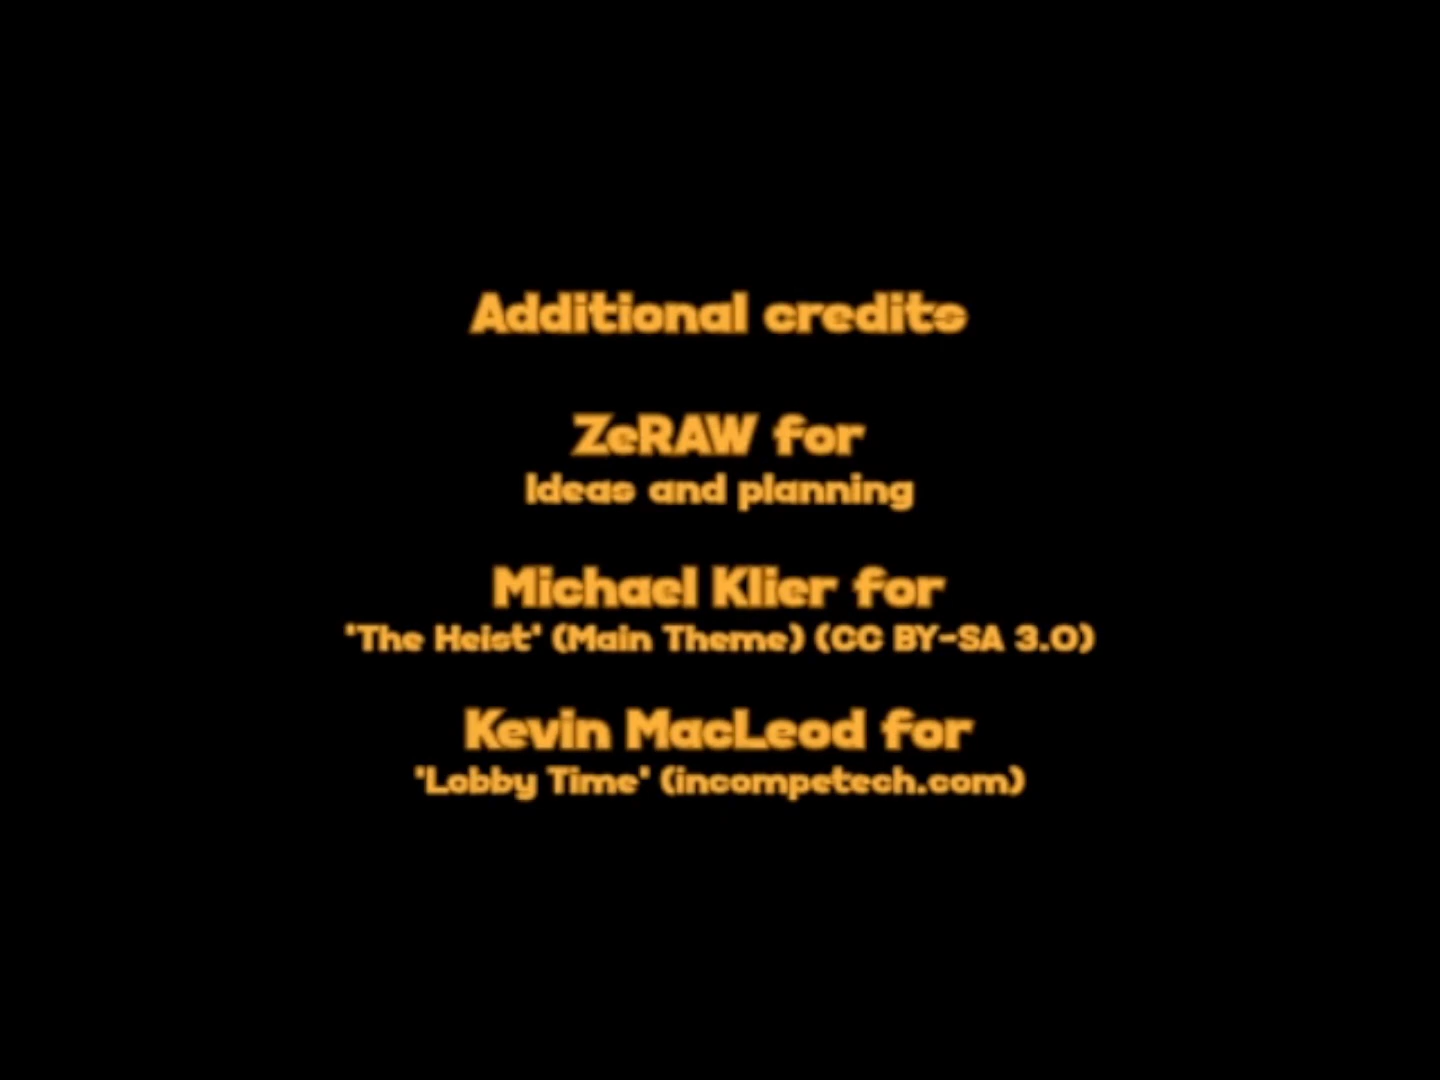 Additional credits
ZeRAW for
Ideas and planning
Michael Klier for
'The Heist' (Main Theme) (CC BY-SA 3.0)
Kevin MacLeod for
'Lobby Time' (incompetech.com)